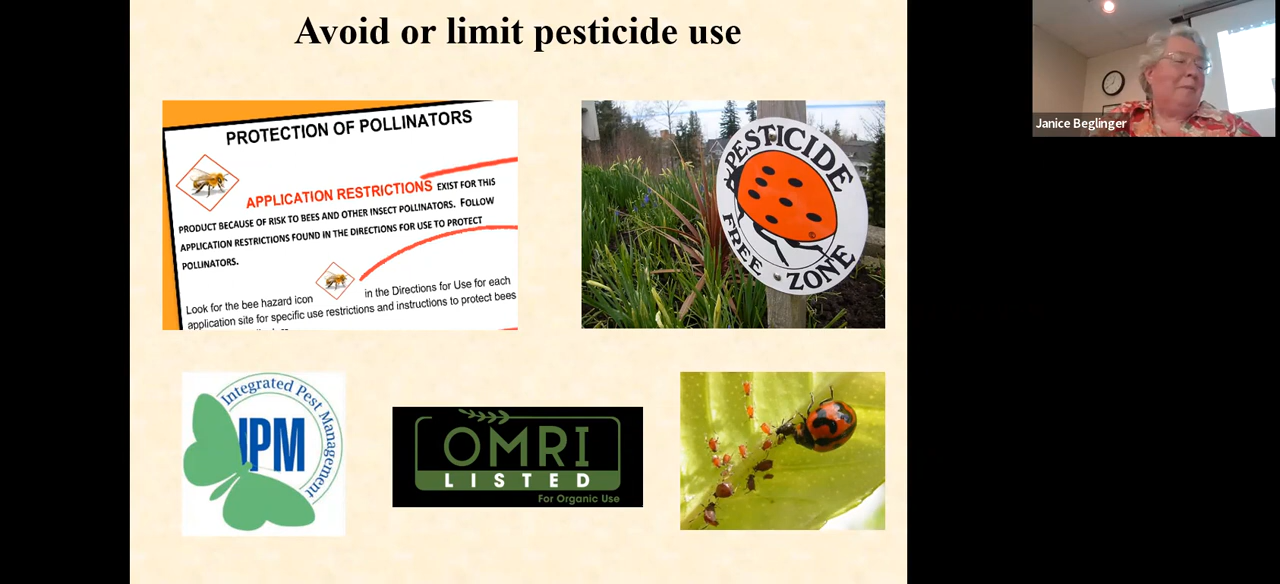 Avoid or limit pesticide use
PROTECTION OF POLLINATORS
APPLICATION RESTRICTIONS EXIST FOR THIS
PRODUCT BECAUSE OF RISK TO BEES AND OTHER INSECT POLLINATORS. FOLLOW
APPLICATION RESTRICTIONS FOUND IN THE DIRECTIONS FOR USE TO PROTECT
POLLINATORS.
Look for the bee hazard icon in the Directions for Use for each
application site for specific use restrictions and instructions to protect bees
PESTICIDE
FREE ZONE
©
Integrated Pest Management
IPM
OMRI
LISTED
For Organic Use
Janice Beglinger